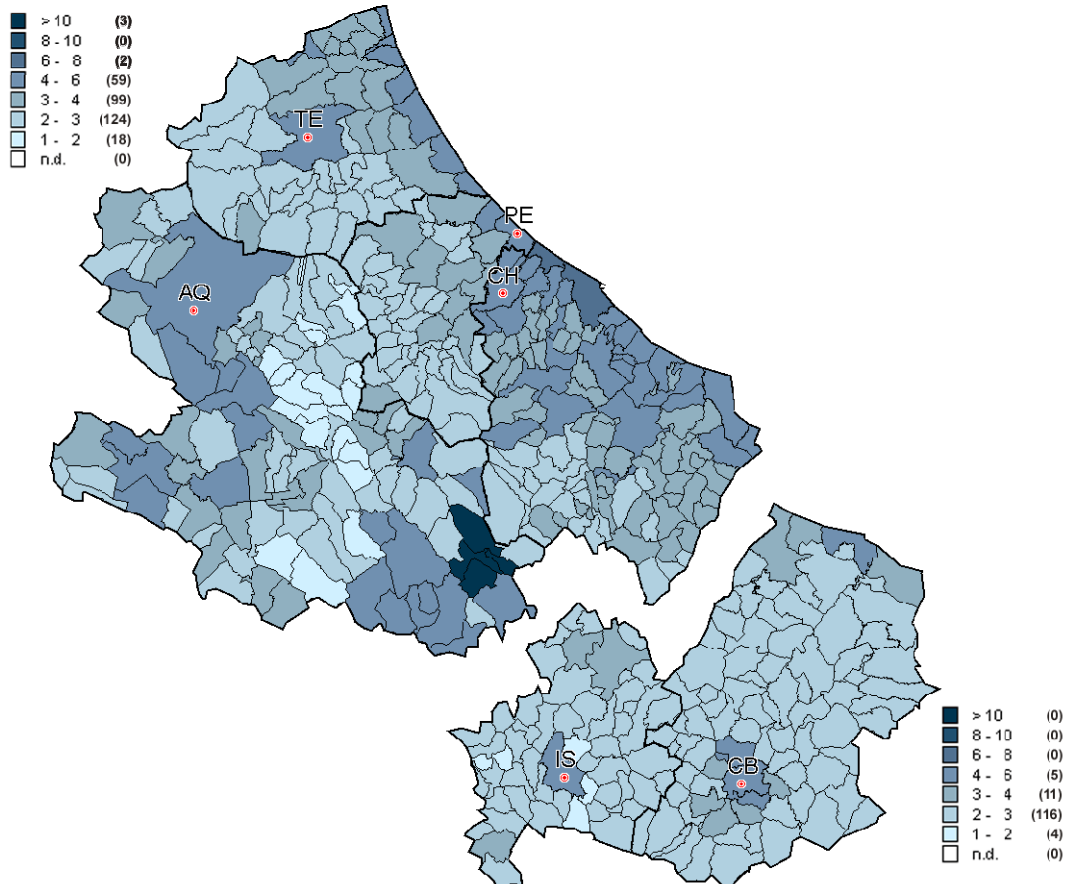 > 10 (3)
8 - 10 (0)
6 - 8 (2)
4 - 6 (59)
3 - 4 (99)
2 - 3 (124)
1 - 2 (18)
n.d. (0)
TE
PE
CH
AQ
IS
CB
> 10 (0)
8 - 10 (0)
6 - 8 (0)
4 - 6 (5)
3 - 4 (11)
2 - 3 (116)
1 - 2 (4)
n.d. (0)